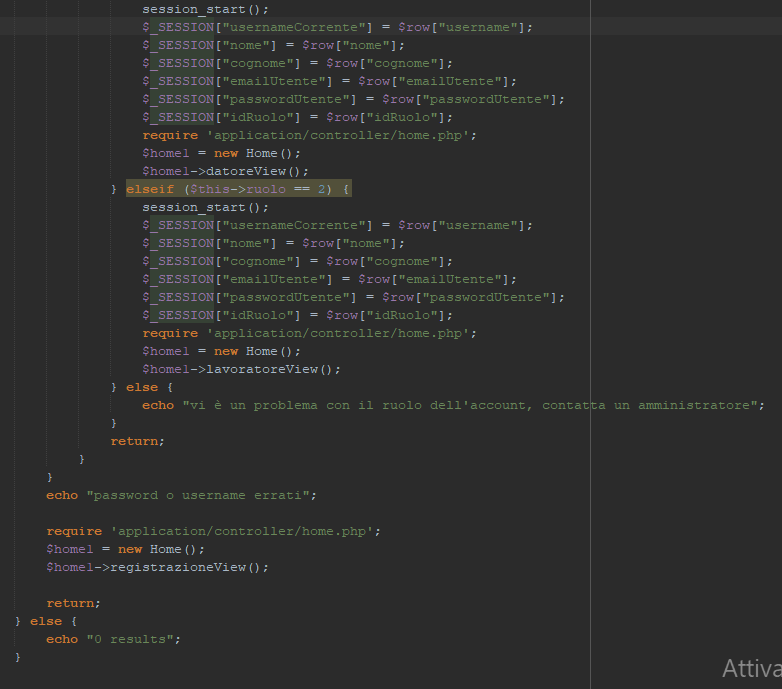 session_start();
$_SESSION["usernameCorrente"] = $row["username"];
$_SESSION["nome"] = $row["nome"];
$_SESSION["cognome"] = $row["cognome"];
$_SESSION["emailUtente"] = $row["emailUtente"];
$_SESSION["passwordUtente"] = $row["passwordUtente"];
$_SESSION["idRuolo"] = $row["idRuolo"];
require 'application/controller/home.php';
$home1 = new Home();
$home1->datoreView();
} elseif ($this->ruolo == 2) {
session_start();
$_SESSION["usernameCorrente"] = $row["username"];
$_SESSION["nome"] = $row["nome"];
$_SESSION["cognome"] = $row["cognome"];
$_SESSION["emailUtente"] = $row["emailUtente"];
$_SESSION["passwordUtente"] = $row["passwordUtente"];
$_SESSION["idRuolo"] = $row["idRuolo"];
require 'application/controller/home.php';
$home1 = new Home();
$home1->lavoratoreView();
} else {
echo "vi è un problema con il ruolo dell'account, contatta un amministratore";
}
return;
}
}
echo "password o username errati";
require 'application/controller/home.php';
$home1 = new Home();
$home1->registrazioneView();
return;
} else {
echo "0 results";
}
Attiva